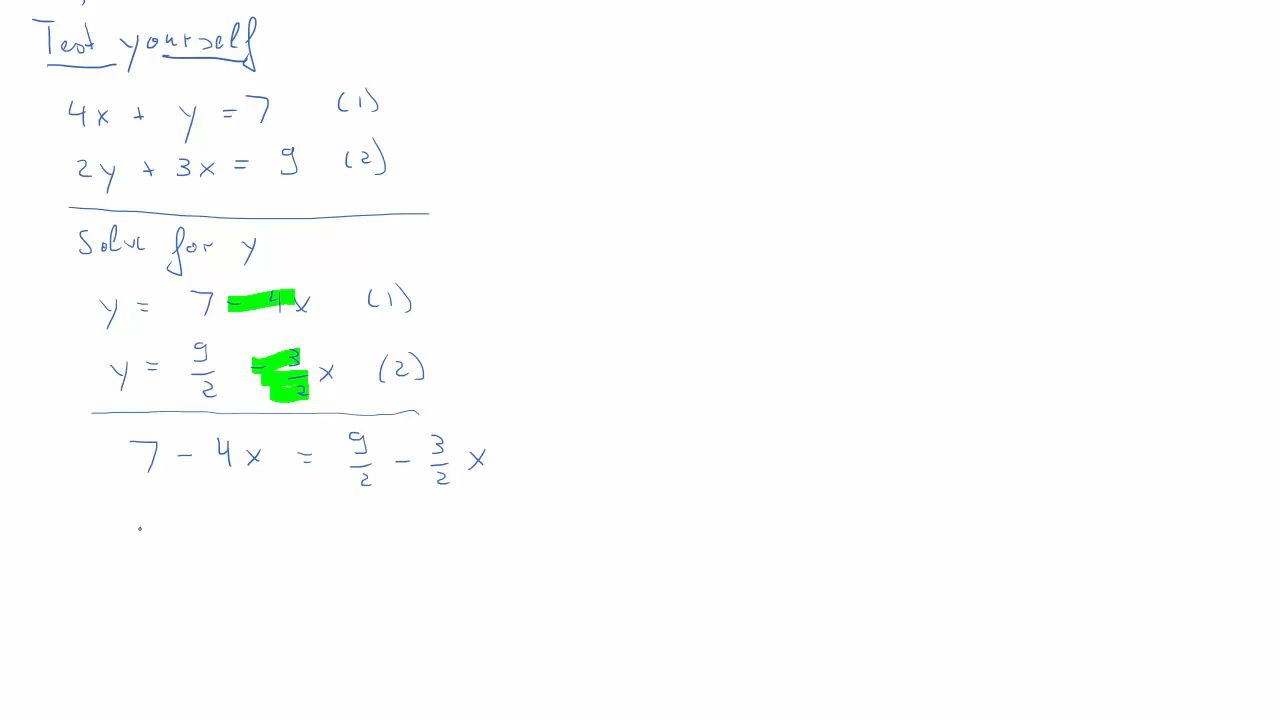 Test yourself
4x + y = 7 (1)
2y + 3x = 9 (2)
Solve for y
y = 7 - 4x (1)
y = 9/2 - 3/2 x (2)
7 - 4x = 9/2 - 3/2 x